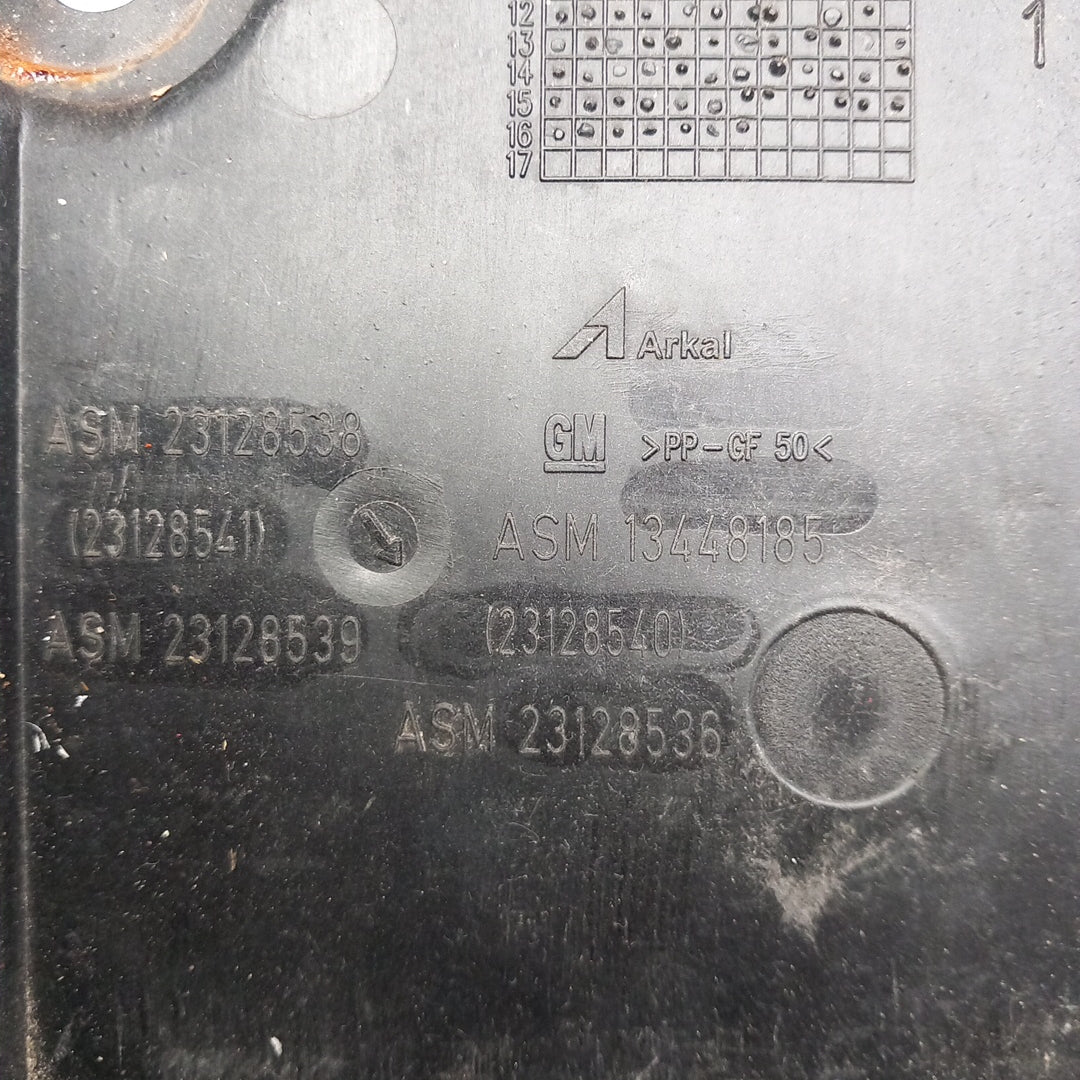 12
13
14
15
16
17
1
Arkal
GM >PP-GF 50<
ASM 23128538
(23128541)
ASM 23128539
ASM 13448185
(23128540)
ASM 23128536